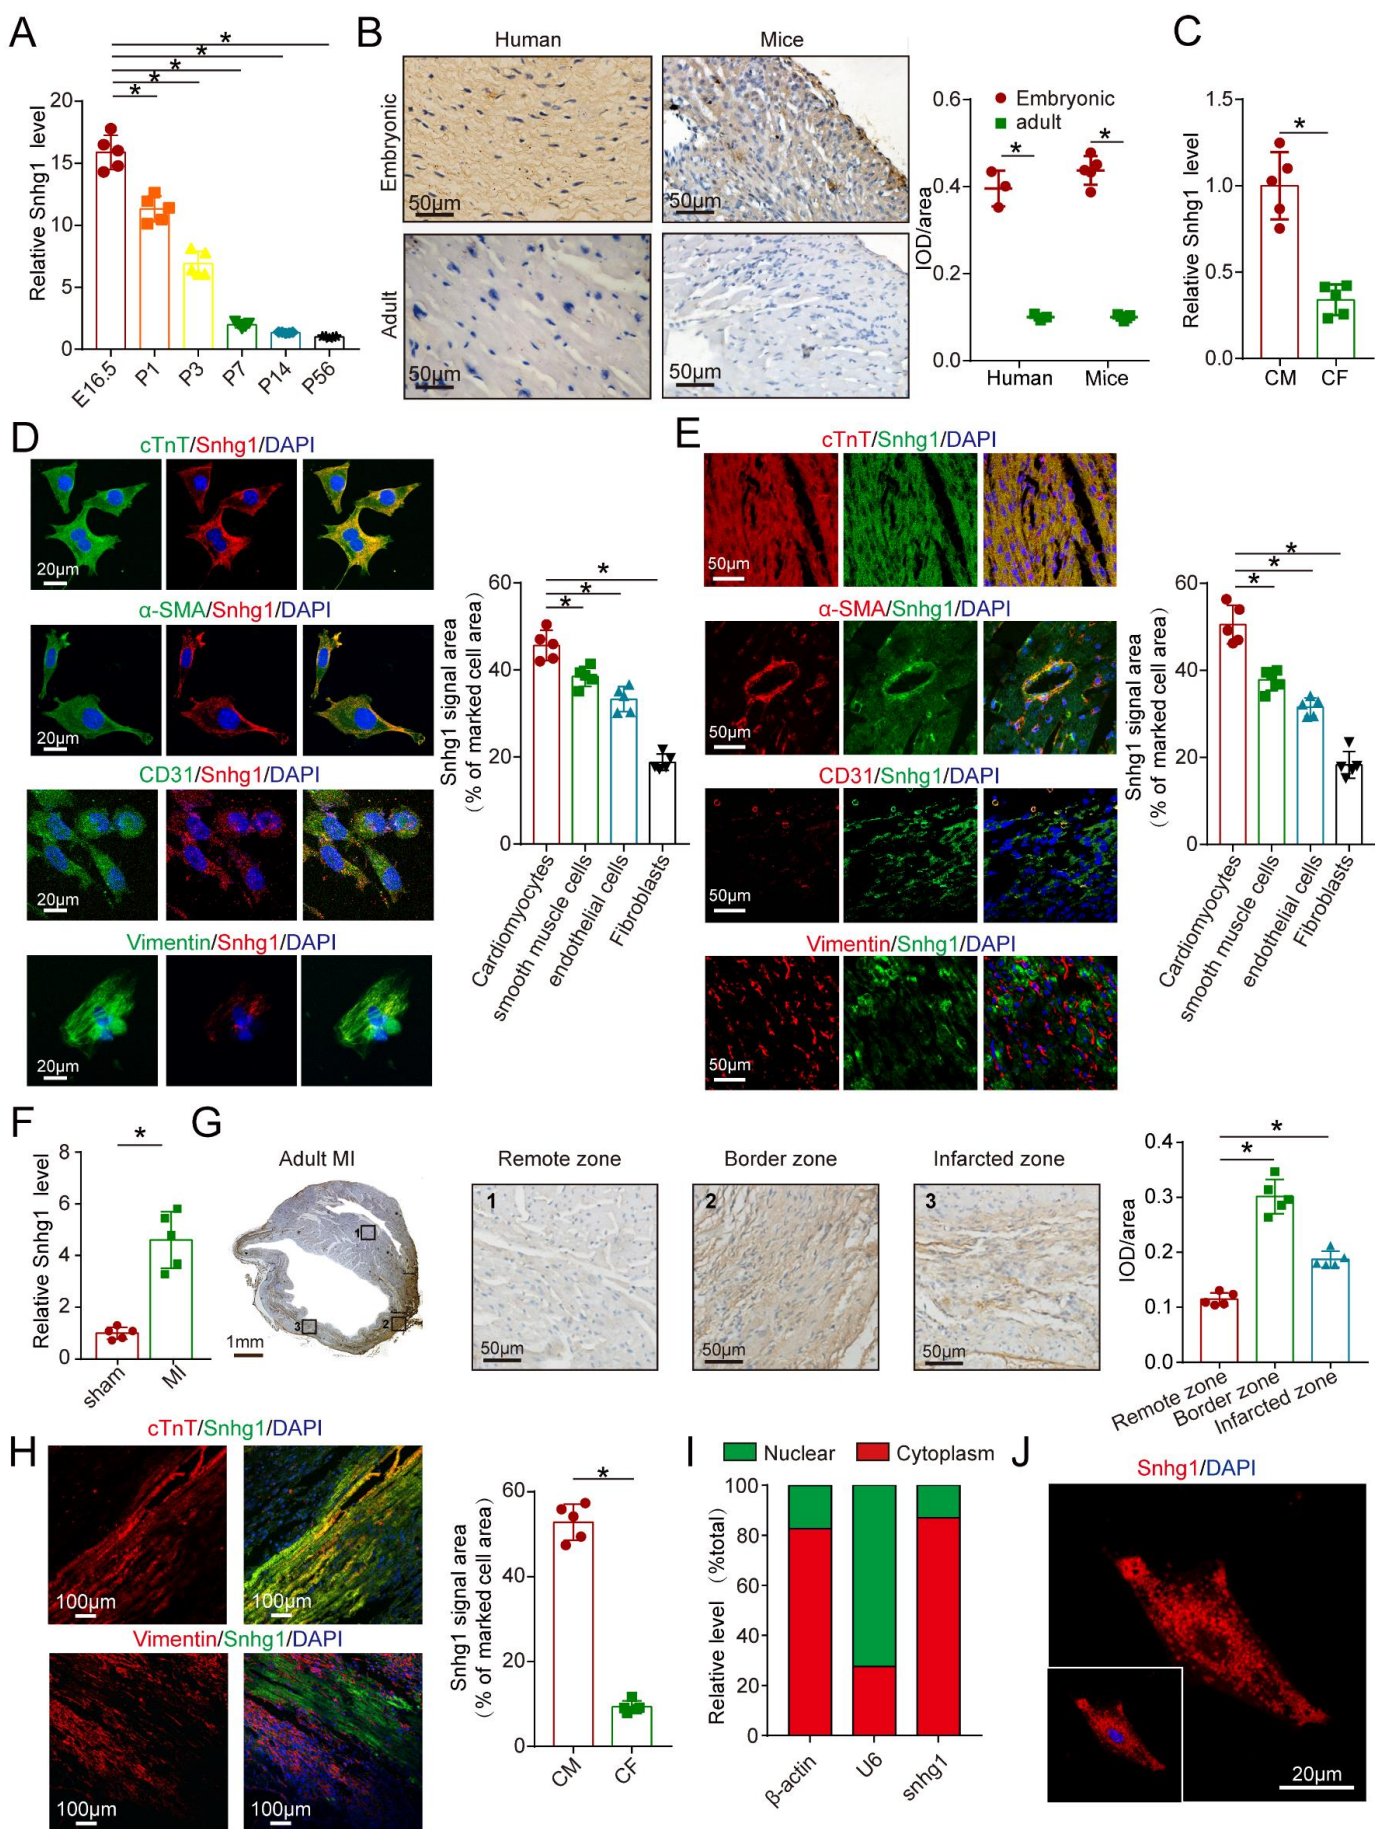 A
Relative Snhg1 level
20
15
10
5
0
* * * * *
E16.5 P1 P3 P7 P14 P56
B
Human Mice
Embryonic
50μm 50μm
Adult
50μm 50μm
IOD/area
0.6
0.4
0.2
0.0
Embryonic
adult
* *
Human Mice
C
Relative Snhg1 level
1.5
1.0
0.5
0.0
*
CM CF
D
cTnT/Snhg1/DAPI
20μm
α-SMA/Snhg1/DAPI
20μm
CD31/Snhg1/DAPI
20μm
Vimentin/Snhg1/DAPI
20μm
Snhg1 signal area
(% of marked cell area)
60
40
20
0
* * *
Cardiomyocytes
smooth muscle cells
endothelial cells
Fibroblasts
E
cTnT/Snhg1/DAPI
50μm
α-SMA/Snhg1/DAPI
50μm
CD31/Snhg1/DAPI
50μm
Vimentin/Snhg1/DAPI
50μm
Snhg1 signal area
(% of marked cell area)
60
40
20
0
* * *
Cardiomyocytes
smooth muscle cells
endothelial cells
Fibroblasts
F
Relative Snhg1 level
8
6
4
2
0
*
sham MI
G
Adult MI
1
2
3
1mm
Remote zone
1
50μm
Border zone
2
50μm
Infarcted zone
3
50μm
IOD/area
0.4
0.3
0.2
0.1
0.0
* *
Remote zone
Border zone
Infarcted zone
H
cTnT/Snhg1/DAPI
100μm 100μm
Vimentin/Snhg1/DAPI
100μm 100μm
Snhg1 signal area
(% of marked cell area)
60
40
20
0
*
CM CF
I
Nuclear Cytoplasm
Relative level (%total)
100
80
60
40
20
0
β-actin U6 snhg1
J
Snhg1/DAPI
20μm